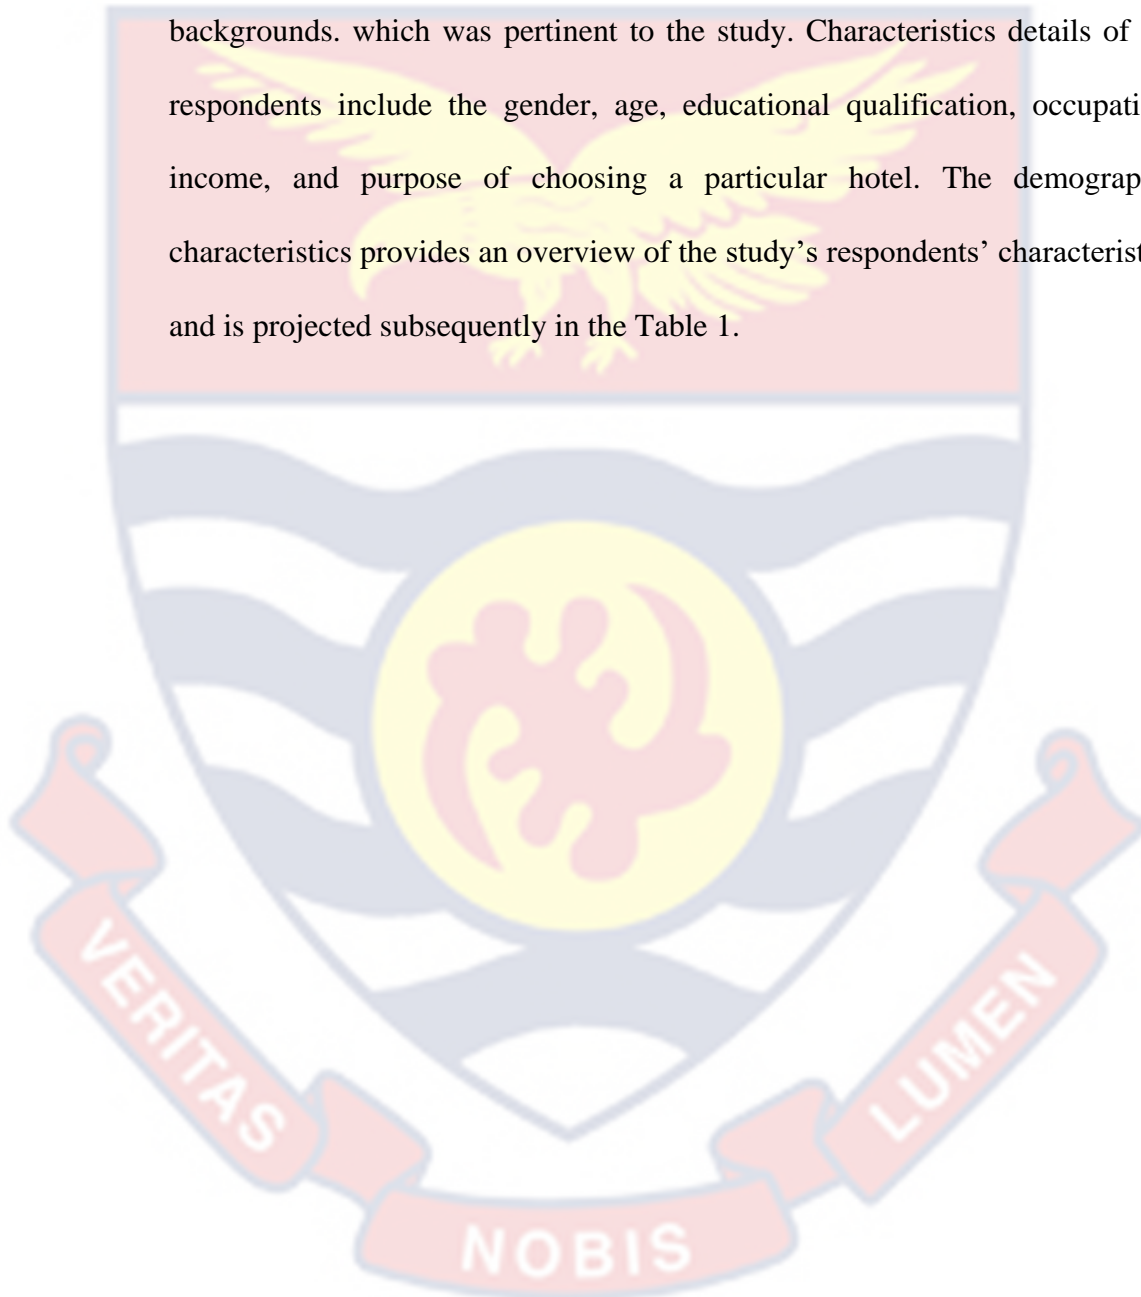 backgrounds. which was pertinent to the study. Characteristics details of
respondents include the gender, age, educational qualification, occupati
income, and purpose of choosing a particular hotel. The demograp
characteristics provides an overview of the study’s respondents’ characterist
and is projected subsequently in the Table 1.
VERITAS
NOBIS
LUMEN